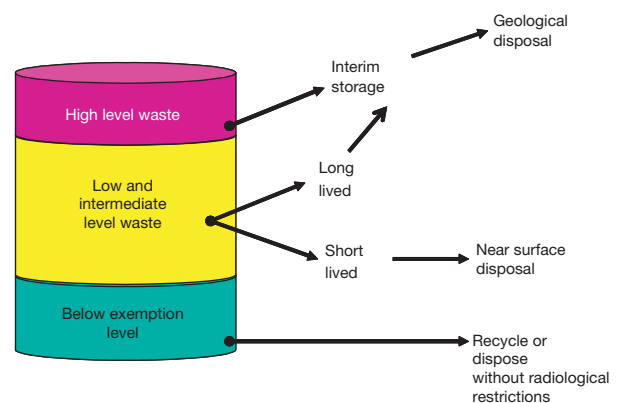 Geological
disposal
Interim
storage
High level waste
Long
lived
Low and
intermediate
level waste
Short
lived
Near surface
disposal
Below exemption
level
Recycle or
dispose
without radiological
restrictions